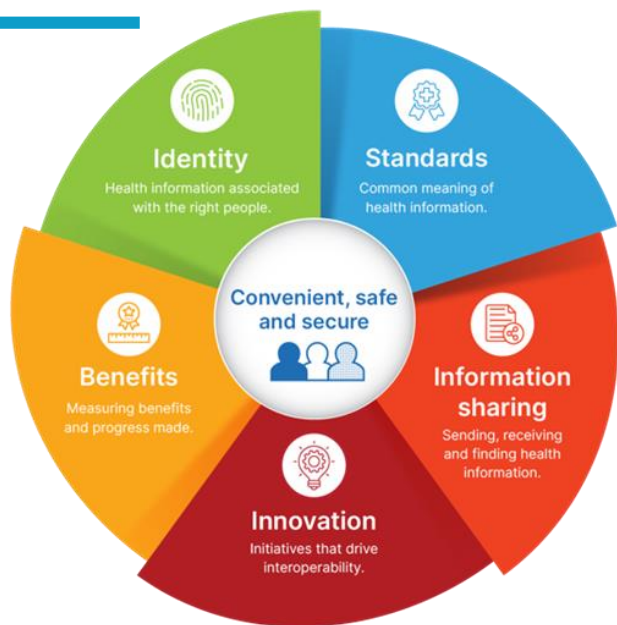 Identity
Health information associated
with the right people.
Standards
Common meaning of
health information.
Convenient, safe
and secure
Benefits
Measuring benefits
and progress made.
Information
sharing
Sending, receiving
and finding health
information.
Innovation
Initiatives that drive
interoperability.